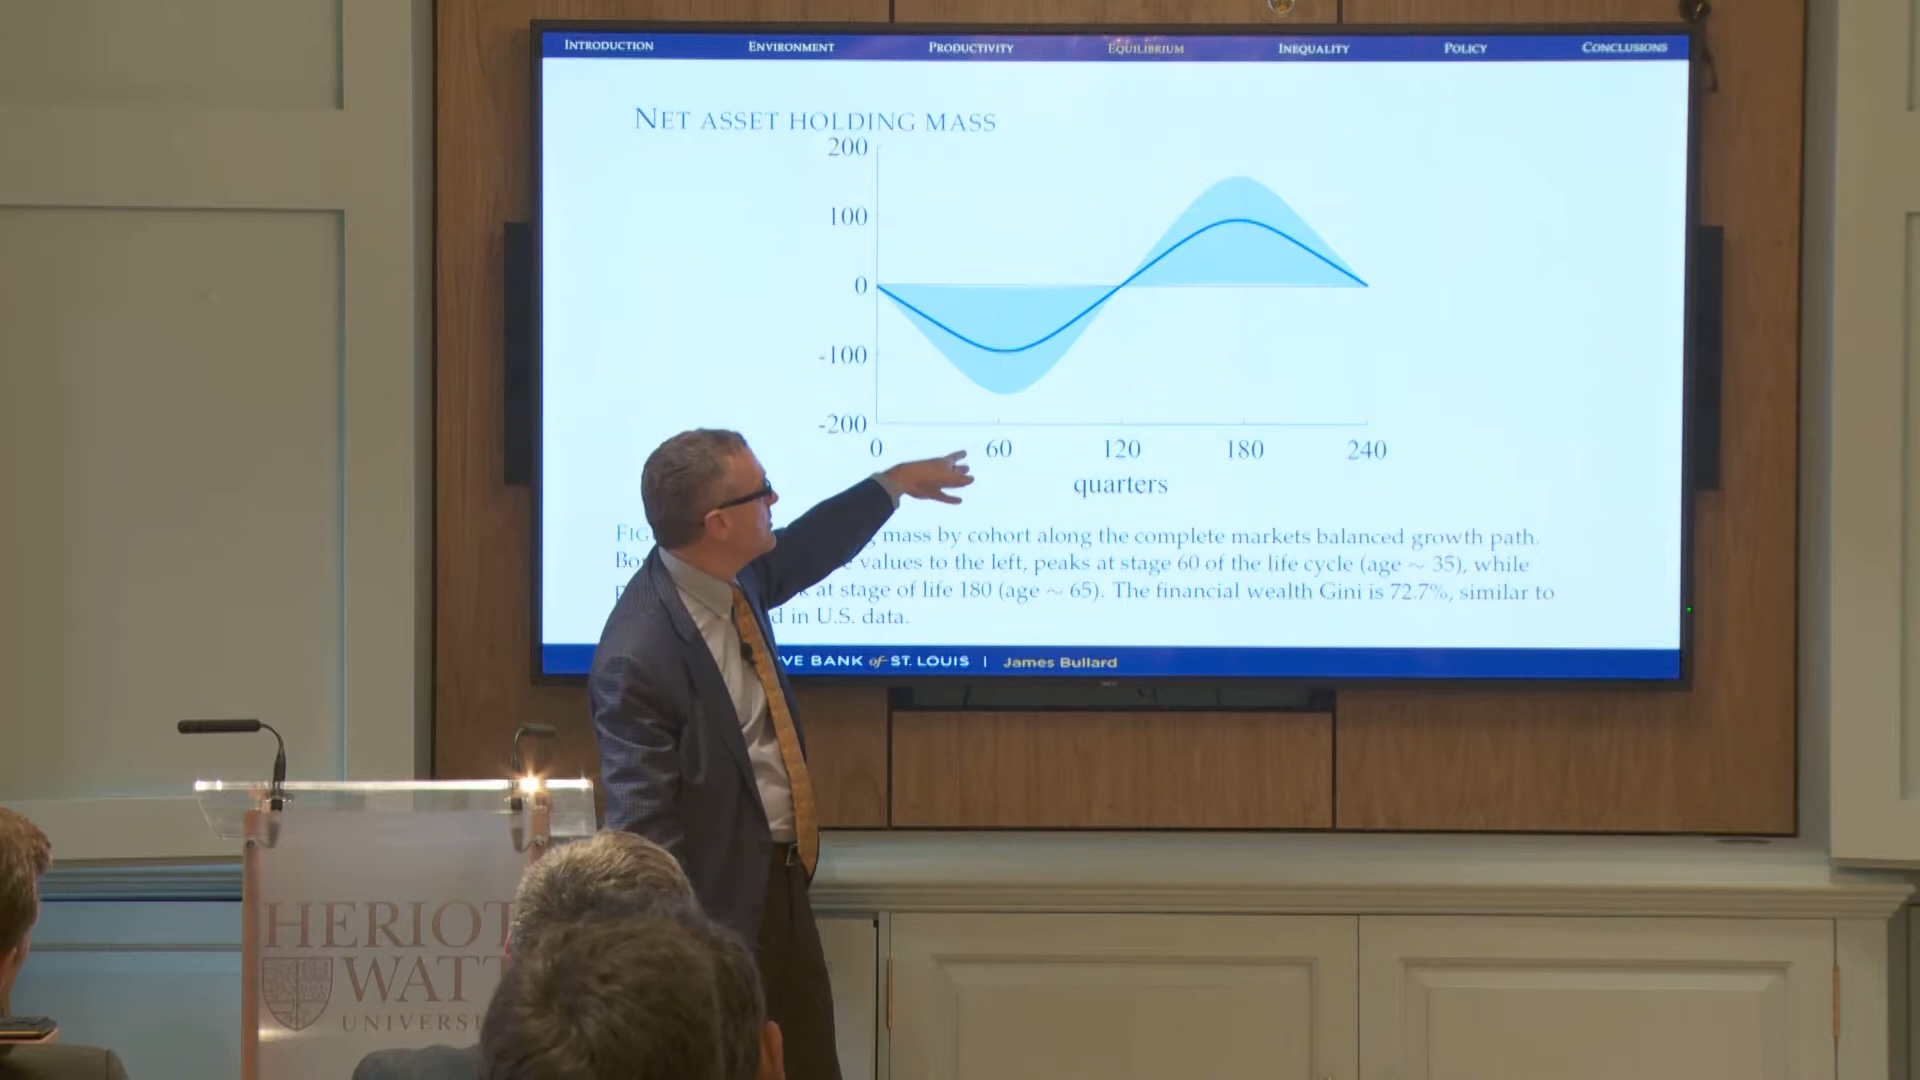 INTRODUCTION ENVIRONMENT PRODUCTIVITY EQUILIBRIUM INEQUALITY POLICY CONCLUSIONS
NET ASSET HOLDING MASS
200
100
0
-100
-200
0 60 120 180 240
quarters
FIG mass by cohort along the complete markets balanced growth path.
values to the left, peaks at stage 60 of the life cycle (age ~ 35), while
at stage of life 180 (age ~ 65). The financial wealth Gini is 72.7%, similar to
in U.S. data.
BANK of ST. LOUIS | James Bullard
HERIOT
WATT
UNIVERSI